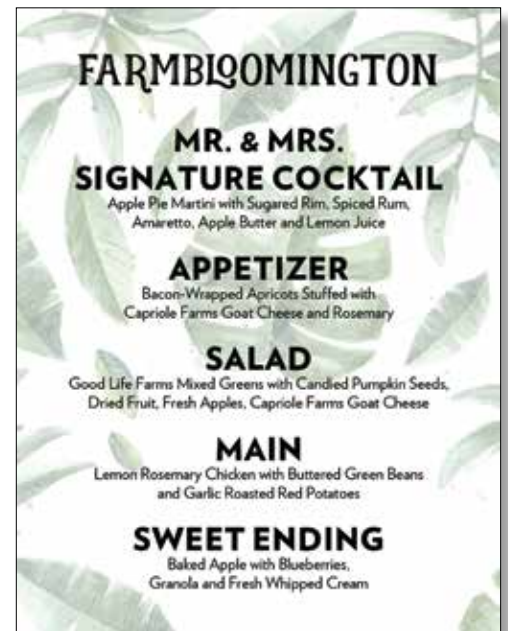 FARMBLOOMINGTON
MR. & MRS.
SIGNATURE COCKTAIL
Apple Pie Martini with Sugared Rim, Spiced Rum,
Amaretto, Apple Butter and Lemon Juice
APPETIZER
Bacon-Wrapped Apricots Stuffed with
Capriole Farms Goat Cheese and Rosemary
SALAD
Good Life Farms Mixed Greens with Candied Pumpkin Seeds,
Dried Fruit, Fresh Apples, Capriole Farms Goat Cheese
MAIN
Lemon Rosemary Chicken with Buttered Green Beans
and Garlic Roasted Red Potatoes
SWEET ENDING
Baked Apple with Blueberries,
Granola and Fresh Whipped Cream